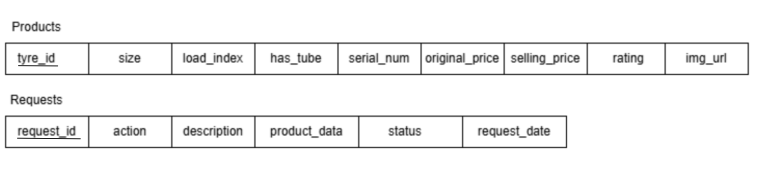 Products
tyre_id size load_index has_tube serial_num original_price selling_price rating img_url
Requests
request_id action description product_data status request_date